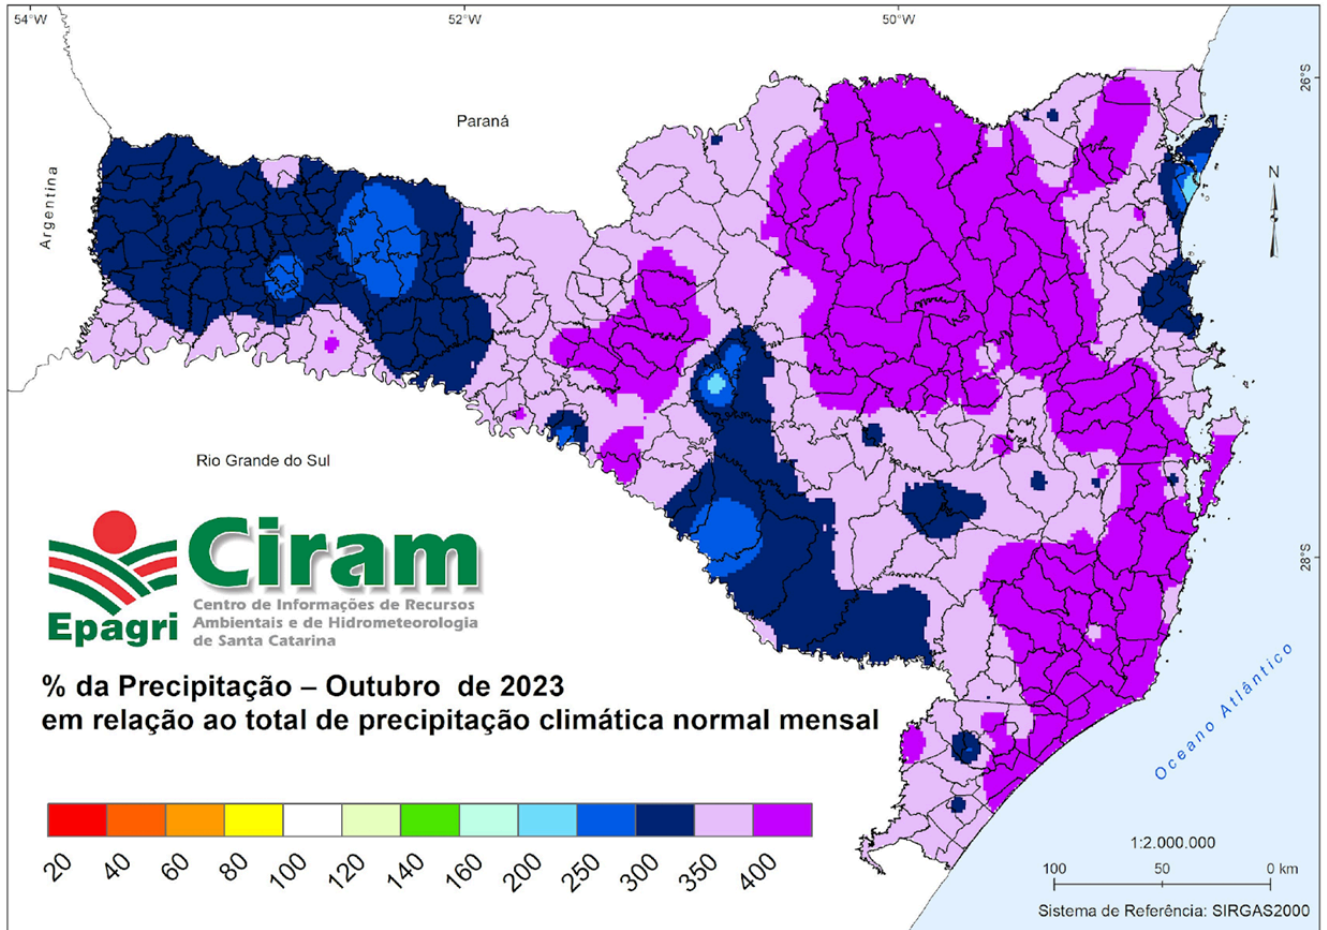 54°W
52°W
50°W
26°S
Paraná
Argentina
N
Rio Grande do Sul
28°S
Ciram
Epagri
Centro de Informações de Recursos
Ambientais e de Hidrometeorologia
de Santa Catarina
% da Precipitação – Outubro de 2023
em relação ao total de precipitação climática normal mensal
Oceano Atlântico
20 40 60 80 100 120 140 160 200 250 300 350 400
1:2.000.000
100 50 0 km
Sistema de Referência: SIRGAS2000